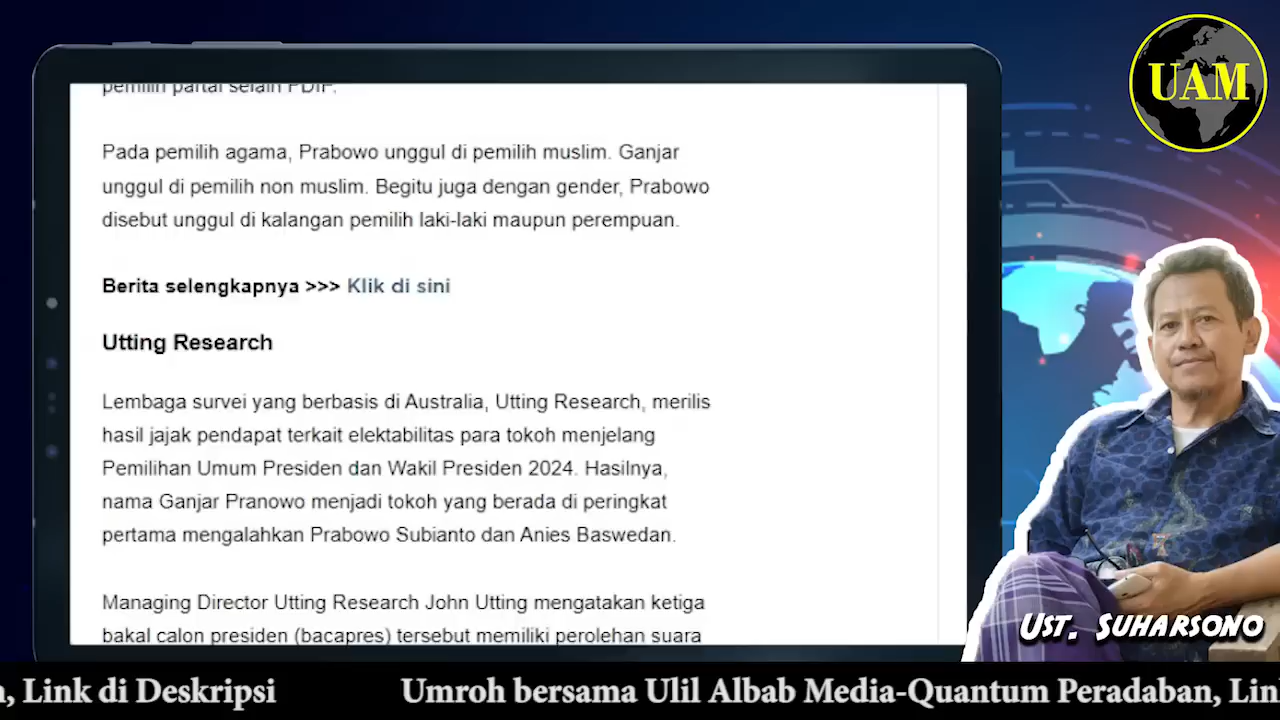 pemilih partai selain PDIP.
Pada pemilih agama, Prabowo unggul di pemilih muslim. Ganjar
unggul di pemilih non muslim. Begitu juga dengan gender, Prabowo
disebut unggul di kalangan pemilih laki-laki maupun perempuan.
Berita selengkapnya >>> Klik di sini
Utting Research
Lembaga survei yang berbasis di Australia, Utting Research, merilis
hasil jajak pendapat terkait elektabilitas para tokoh menjelang
Pemilihan Umum Presiden dan Wakil Presiden 2024. Hasilnya,
nama Ganjar Pranowo menjadi tokoh yang berada di peringkat
pertama mengalahkan Prabowo Subianto dan Anies Baswedan.
Managing Director Utting Research John Utting mengatakan ketiga
bakal calon presiden (bacapres) tersebut memiliki perolehan suara
UAM
UST. SUHARSONO
, Link di Deskripsi Umroh bersama Ulil Albab Media-Quantum Peradaban,